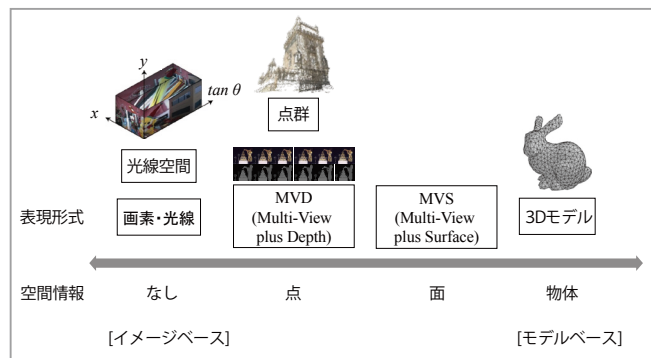 y
tan θ
x
点群
光線空間
表現形式
画素・光線
MVD
(Multi-View
plus Depth)
MVS
(Multi-View
plus Surface)
3Dモデル
空間情報
なし
点
面
物体
[イメージベース]
[モデルベース]